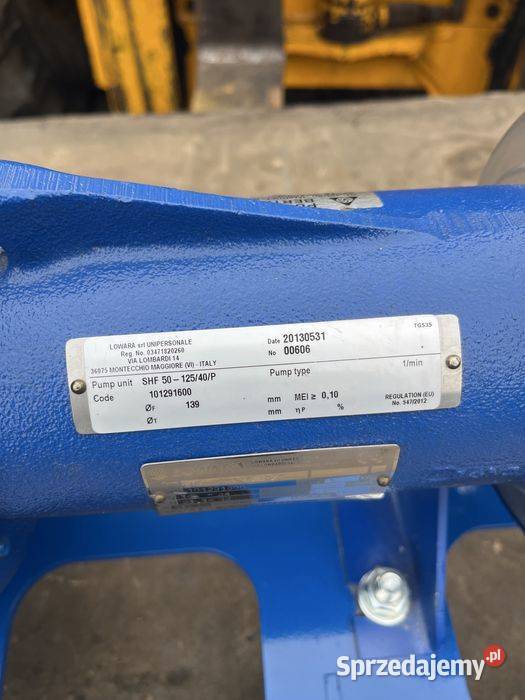 TG535
LOWARA srl UNIPERSONALE
Reg. No. 03471820260
VIA LOMBARDI 14
36075 MONTECCHIO MAGGIORE (VI) - ITALY
Date 20130531
No 00606
Pump unit SHF 50-125/40/P Pump type 1/min
Code 101291600
ØF 139 mm MEI ≥ 0,10 REGULATION (EU)
No. 547/2012
ØT mm ηP %
Sprzedajemy.pl